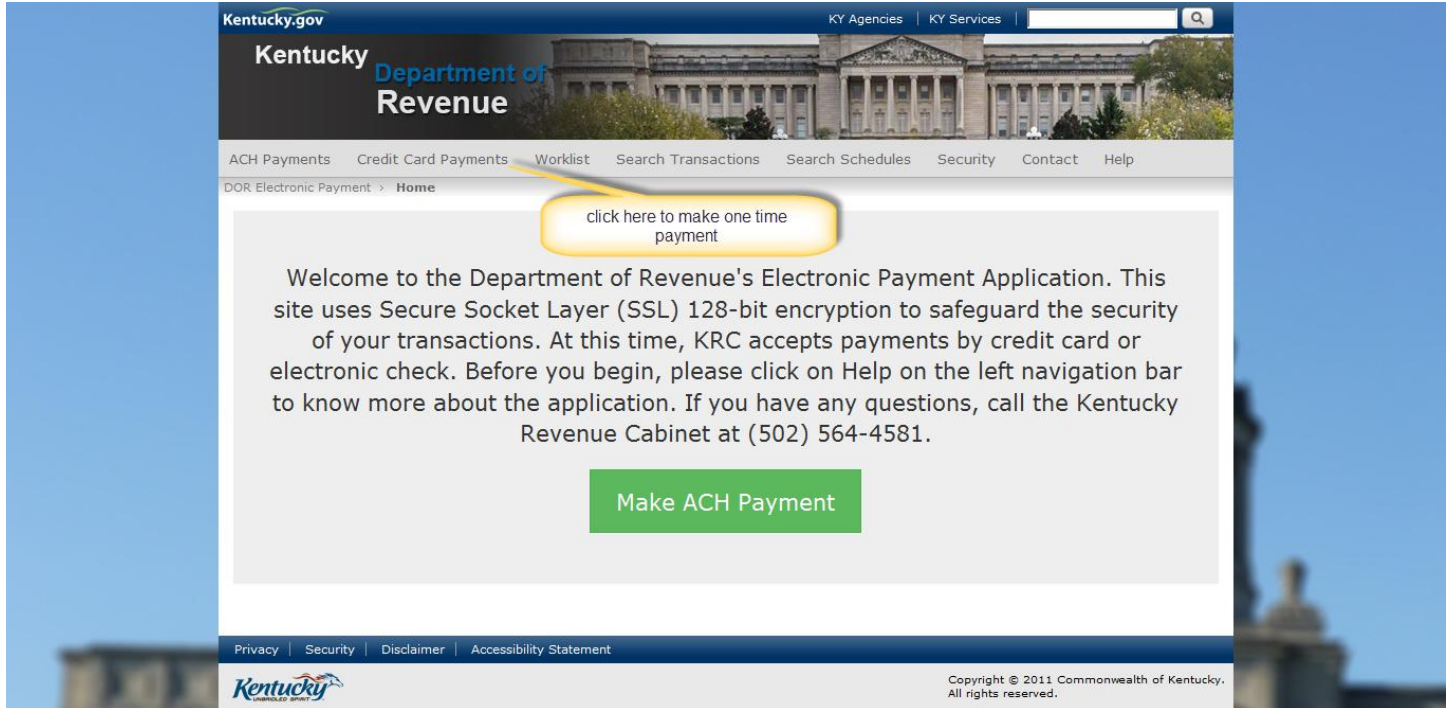 Kentucky.gov
KY Agencies | KY Services |
Kentucky
Department of
Revenue
ACH Payments Credit Card Payments Worklist Search Transactions Search Schedules Security Contact Help
DOR Electronic Payment › Home
click here to make one time
payment
Welcome to the Department of Revenue's Electronic Payment Application. This
site uses Secure Socket Layer (SSL) 128-bit encryption to safeguard the security
of your transactions. At this time, KRC accepts payments by credit card or
electronic check. Before you begin, please click on Help on the left navigation bar
to know more about the application. If you have any questions, call the Kentucky
Revenue Cabinet at (502) 564-4581.
Make ACH Payment
Privacy | Security | Disclaimer | Accessibility Statement
Kentucky
UNBRIDLED SPIRIT
Copyright © 2011 Commonwealth of Kentucky.
All rights reserved.